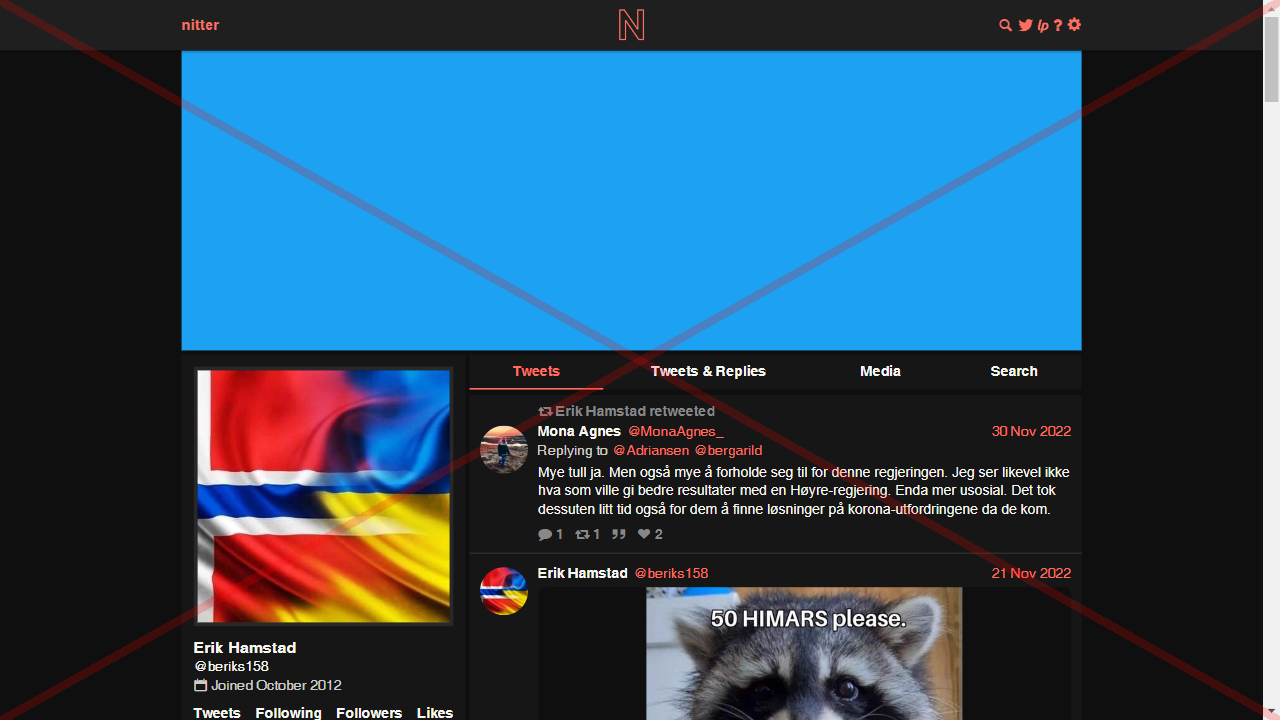 nitter
N
lp ?
Tweets
Tweets & Replies
Media
Search
Erik Hamstad retweeted
Mona Agnes @MonaAgnes_ 30 Nov 2022
Replying to @Adriansen @bergarild
Mye tull ja. Men også mye å forholde seg til for denne regjeringen. Jeg ser likevel ikke
hva som ville gi bedre resultater med en Høyre-regjering. Enda mer usosial. Det tok
dessuten litt tid også for dem å finne løsninger på korona-utfordringene da de kom.
1 1 2
Erik Hamstad @beriks158 21 Nov 2022
50 HIMARS please.
Erik Hamstad
@beriks158
Joined October 2012
Tweets Following Followers Likes